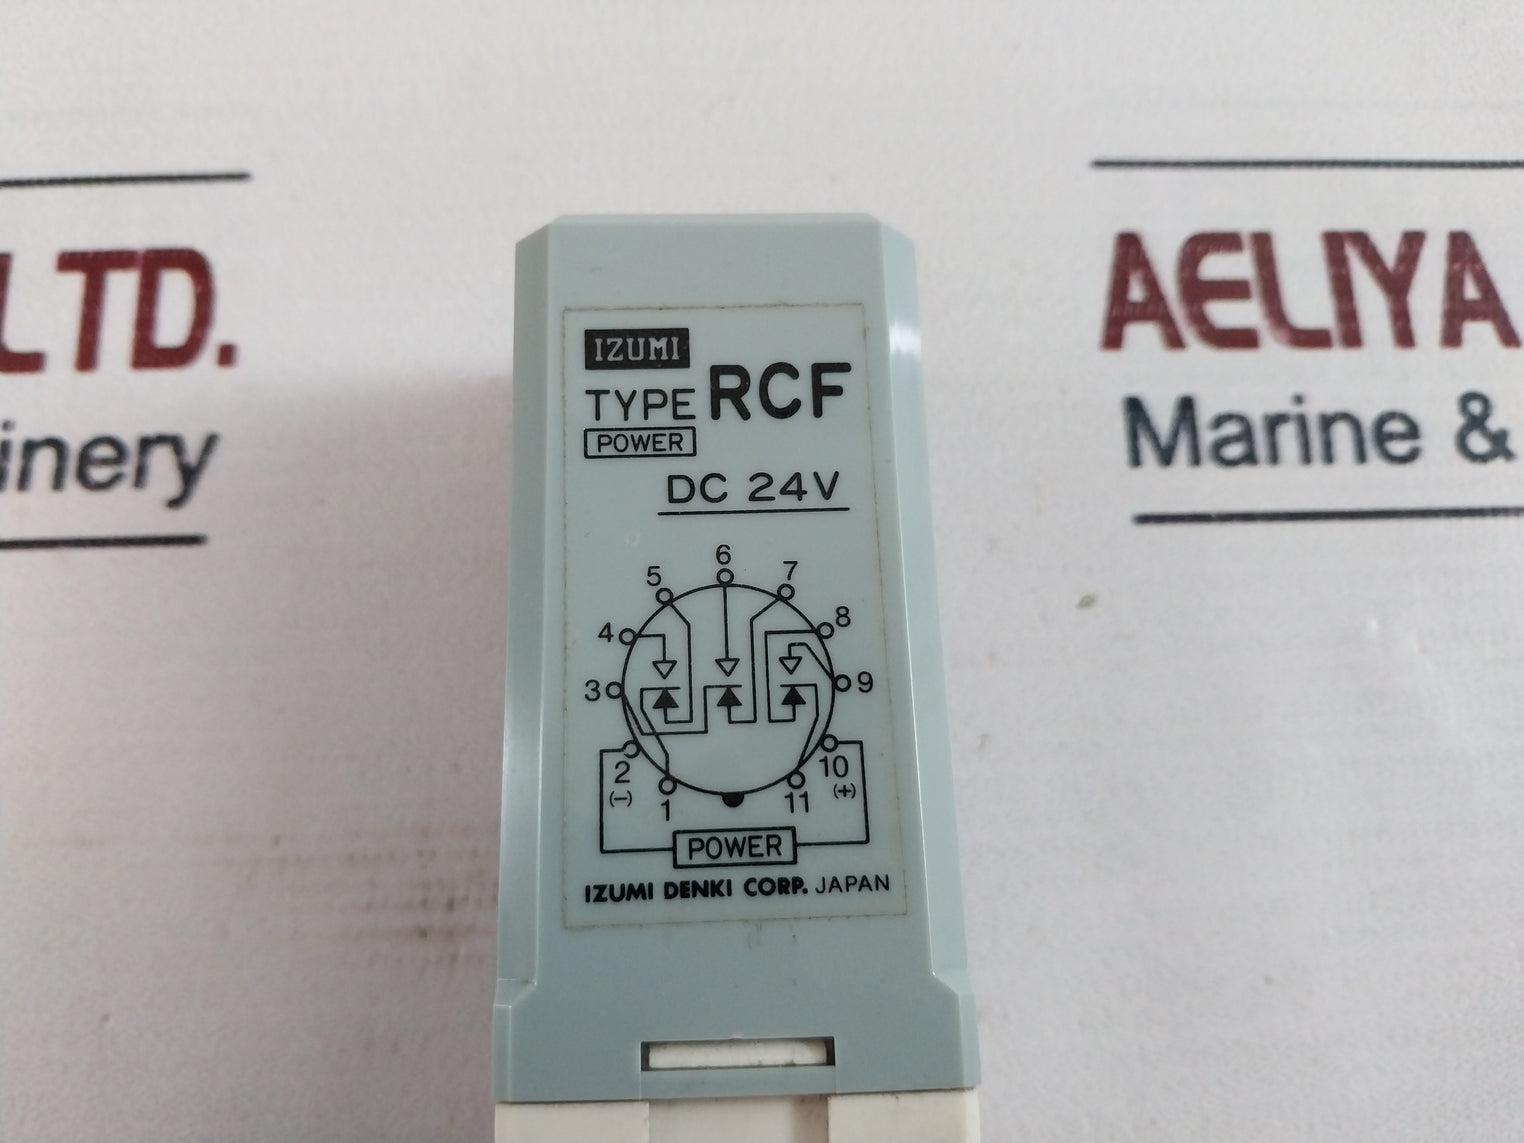 LTD.
inery
AELIYA
Marine &
IZUMI
TYPE RCF
POWER
DC 24V
6
5 7
4 8
3 9
2 10
(-) 1 11 (+)
POWER
IZUMI DENKI CORP. JAPAN